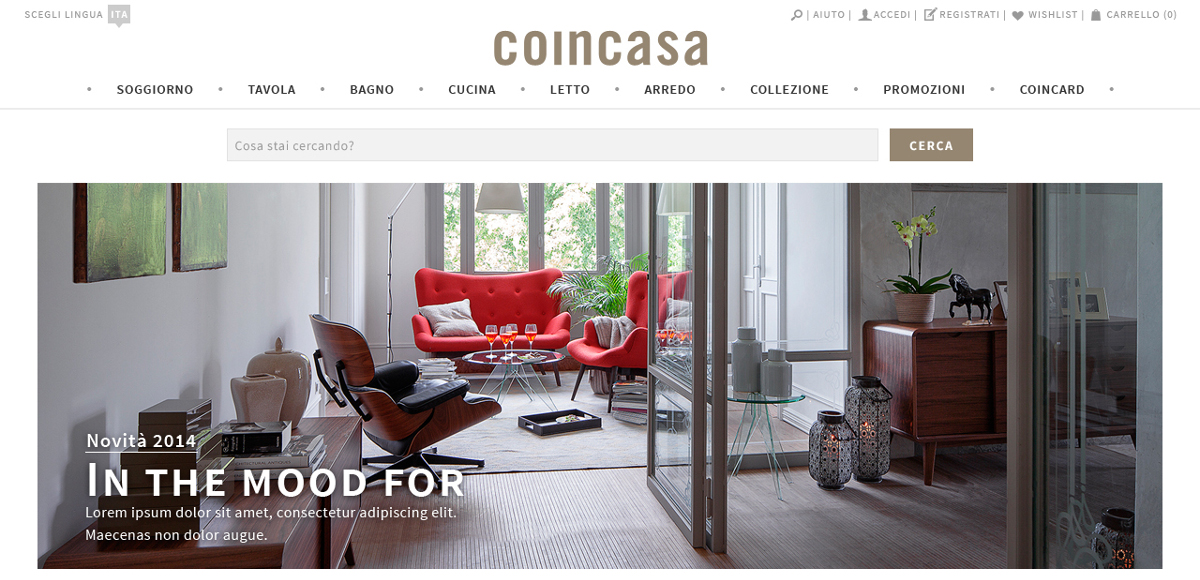 SCEGLI LINGUA ITA
| AIUTO | ACCEDI | REGISTRATI | WISHLIST | CARRELLO (0)
coincasa
• SOGGIORNO • TAVOLA • BAGNO • CUCINA • LETTO • ARREDO • COLLEZIONE • PROMOZIONI • COINCARD •
Cosa stai cercando? CERCA
Novità 2014
IN THE MOOD FOR
Lorem ipsum dolor sit amet, consectetur adipiscing elit.
Maecenas non dolor augue.